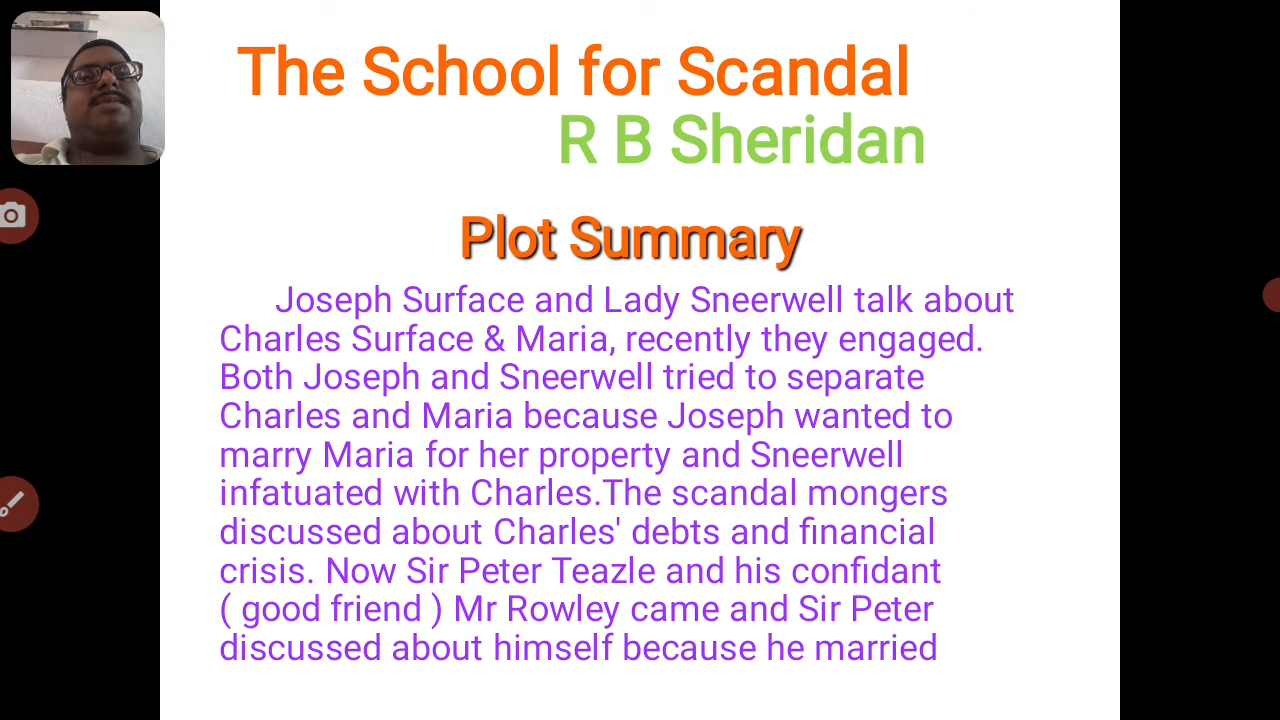 The School for Scandal
R B Sheridan
Plot Summary
Joseph Surface and Lady Sneerwell talk about
Charles Surface & Maria, recently they engaged.
Both Joseph and Sneerwell tried to separate
Charles and Maria because Joseph wanted to
marry Maria for her property and Sneerwell
infatuated with Charles.The scandal mongers
discussed about Charles' debts and financial
crisis. Now Sir Peter Teazle and his confidant
( good friend ) Mr Rowley came and Sir Peter
discussed about himself because he married